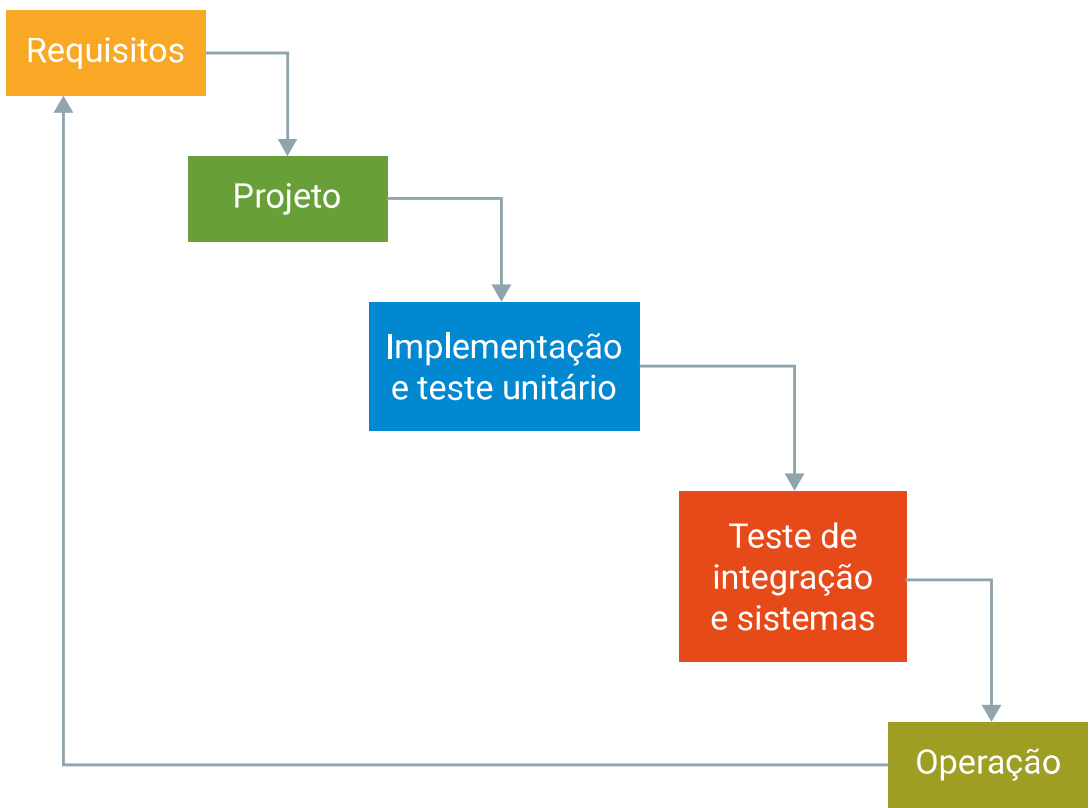 Requisitos
Projeto
Implementação
e teste unitário
Teste de
integração
e sistemas
Operação